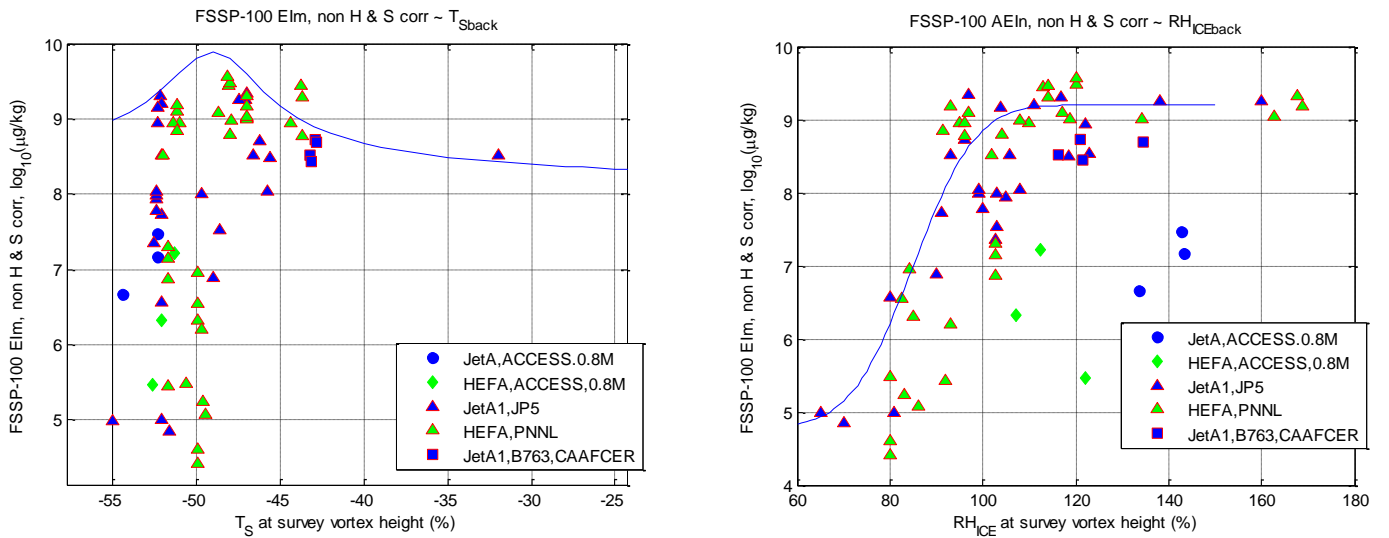 FSSP-100 EIm, non H & S corr ~ T_Sback
FSSP-100 EIm, non H & S corr, log_10(µg/kg)
10
9
8
7
6
5
-55 -50 -45 -40 -35 -30 -25
T_S at survey vortex height (%)
JetA,ACCESS.0.8M
HEFA,ACCESS,0.8M
JetA1,JP5
HEFA,PNNL
JetA1,B763,CAAFCER
FSSP-100 AEIn, non H & S corr ~ RH_ICEback
FSSP-100 EIm, non H & S corr, log_10(µg/kg)
10
9
8
7
6
5
4
60 80 100 120 140 160 180
RH_ICE at survey vortex height (%)
JetA,ACCESS.0.8M
HEFA,ACCESS,0.8M
JetA1,JP5
HEFA,PNNL
JetA1,B763,CAAFCER